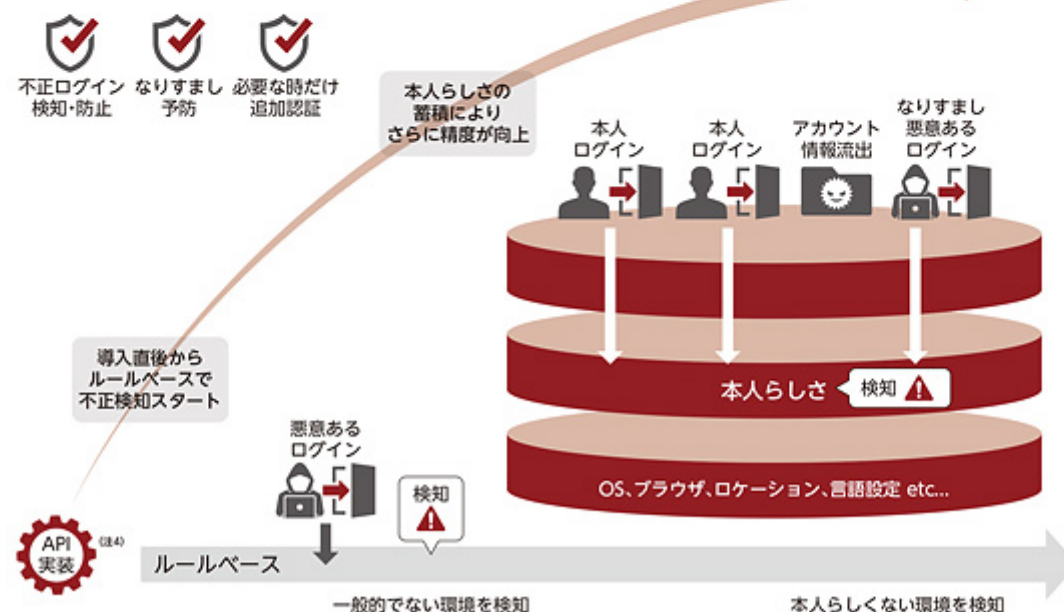 不正ログイン
検知・防止
なりすまし
予防
必要な時だけ
追加認証
本人らしさの
蓄積により
さらに精度が向上
本人
ログイン
本人
ログイン
アカウント
情報流出
なりすまし
悪意ある
ログイン
導入直後から
ルールベースで
不正検知スタート
本人らしさ
検知
悪意ある
ログイン
検知
OS、ブラウザ、ロケーション、言語設定 etc...
API
実装
(注4)
ルールベース
一般的でない環境を検知
本人らしくない環境を検知